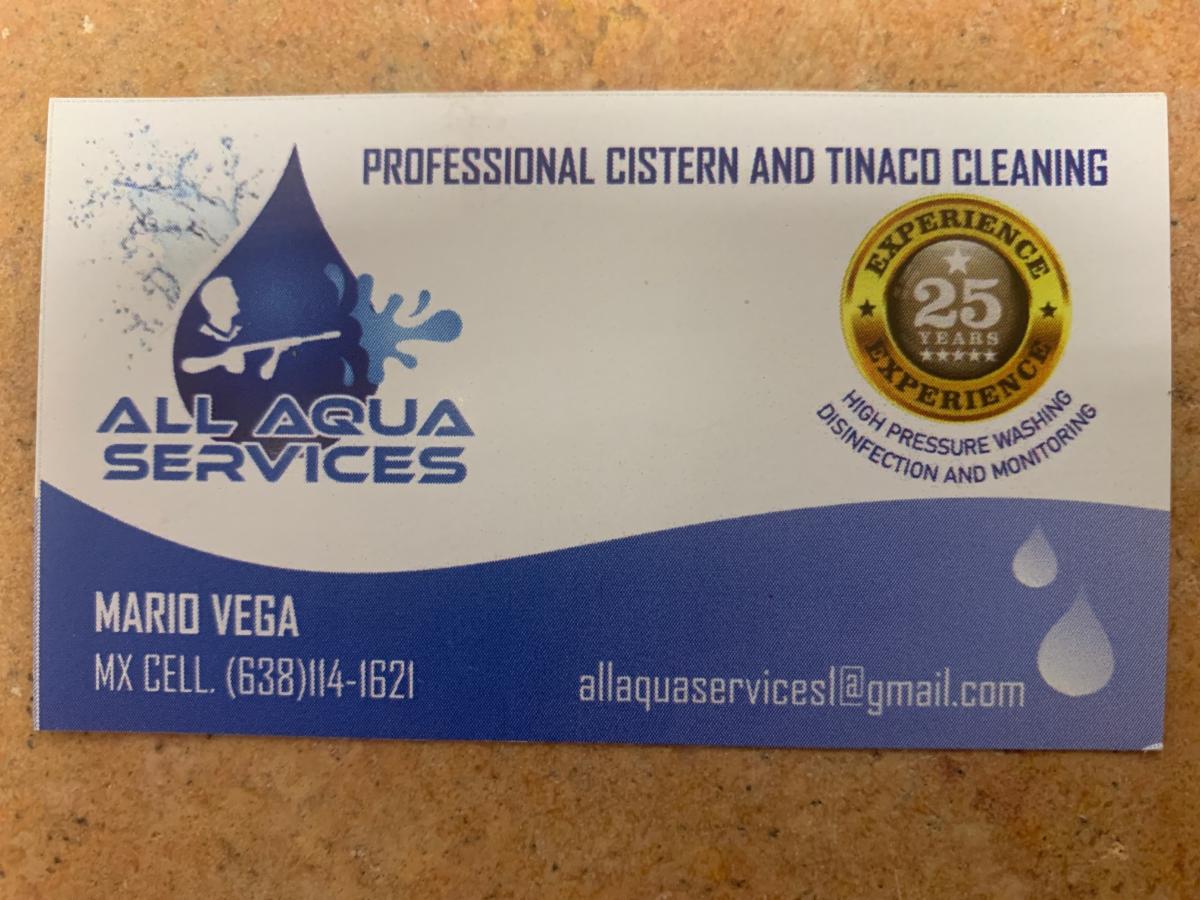 PROFESSIONAL CISTERN AND TINACO CLEANING
EXPERIENCE
25
YEARS
EXPERIENCE
HIGH PRESSURE WASHING
DISINFECTION AND MONITORING
ALL AQUA
SERVICES
MARIO VEGA
MX CELL. (638)114-1621
allaquaservices1@gmail.com